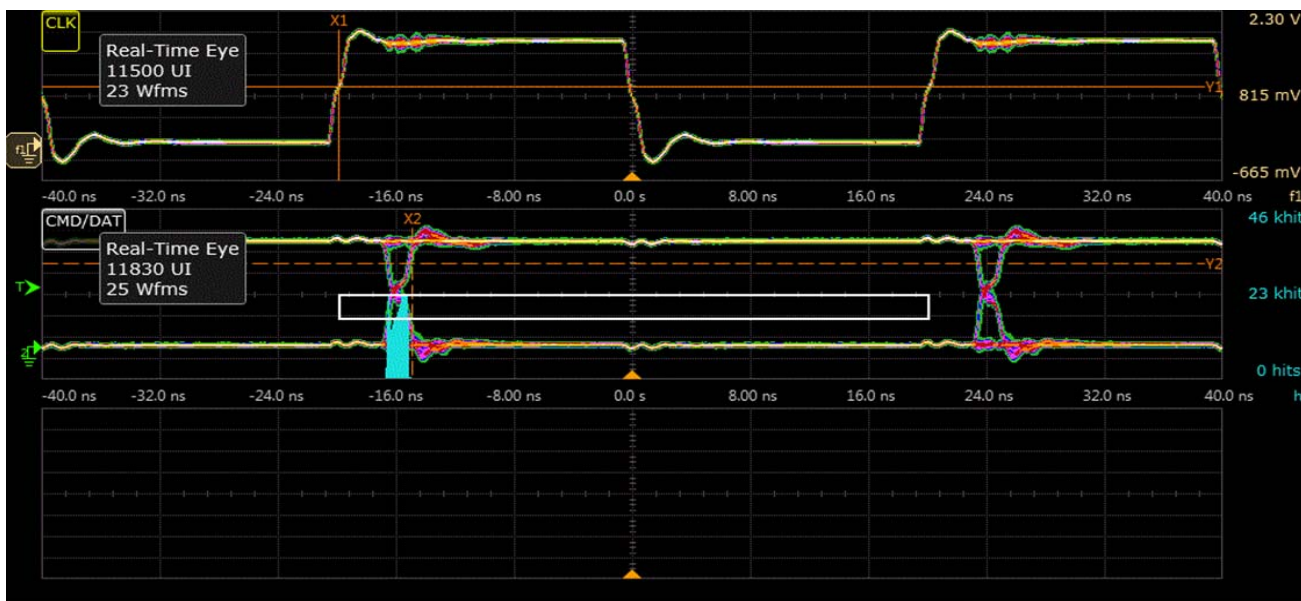 CLK
X1
2.30 V
Real-Time Eye
11500 UI
23 Wfms
Y1
815 mV
f1
-665 mV
-40.0 ns -32.0 ns -24.0 ns -16.0 ns -8.00 ns 0.0 s 8.00 ns 16.0 ns 24.0 ns 32.0 ns 40.0 ns f1
CMD/DAT
X2
46 khit
Real-Time Eye
11830 UI
25 Wfms
Y2
T
23 khit
2
0 hits
-40.0 ns -32.0 ns -24.0 ns -16.0 ns -8.00 ns 0.0 s 8.00 ns 16.0 ns 24.0 ns 32.0 ns 40.0 ns h